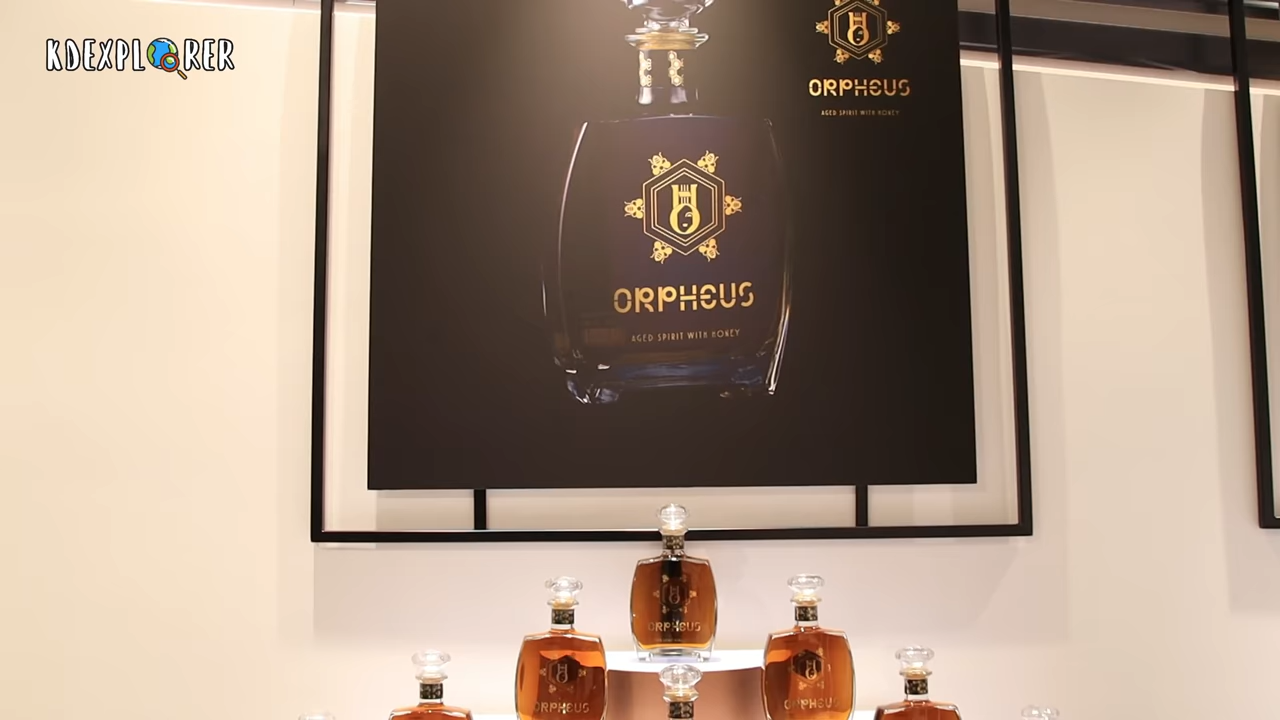 KDEXPLORER
ORPHEUS
AGED SPIRIT WITH HONEY
ORPHEUS
AGED SPIRIT WITH HONEY
ORPHEUS
ORPHEUS
ORPHEUS